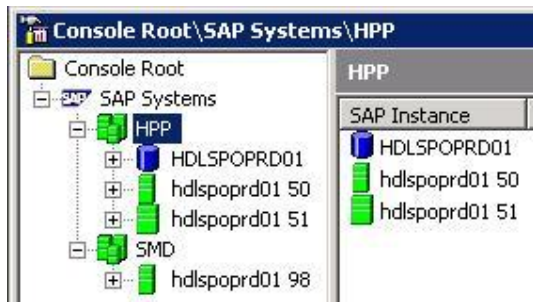 Console Root\SAP Systems\HPP
Console Root
SAP SAP Systems
HPP
HDLSPOPRD01
hdlspoprd01 50
hdlspoprd01 51
SMD
hdlspoprd01 98
HPP
SAP Instance
HDLSPOPRD01
hdlspoprd01 50
hdlspoprd01 51